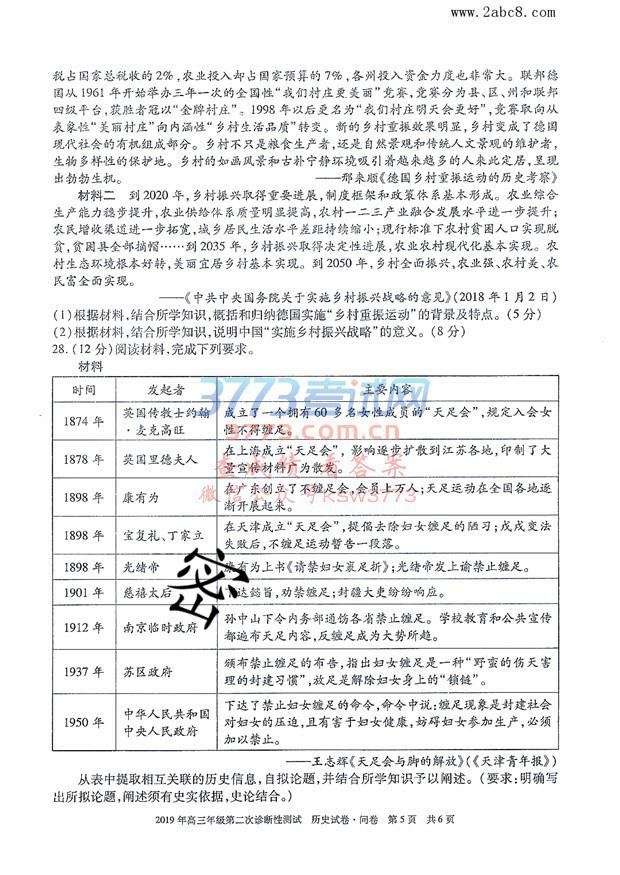 www.2abc8.com
税占国家总税收的2%,农业投入却占国家预算的7%,各州投入资金力度也非常大。联邦德
国从1961年开始举办三年一次的全国性“我们村庄更美丽”竞赛,竞赛分为县、区、州和联邦
四级平台,获胜者冠以“金牌村庄”。1998年以后更名为“我们村庄明天会更好”,竞赛取向从
表象性“美丽村庄”向内涵性“乡村生活品质”转变。新的乡村重振效果明显,乡村变成了德国
现代社会的有机组成部分。乡村不只是粮食生产者,还是自然景观和传统人文景观的维护者,
生物多样性的保护地。乡村的如画风景和古朴宁静环境吸引着越来越多的人来此定居,呈现
出勃勃生机。 ——邢来顺《德国乡村重振运动的历史考察》
材料二 到2020年,乡村振兴取得重要进展,制度框架和政策体系基本形成。农业综合
生产能力稳步提升,农业供给体系质量明显提高,农村一二三产业融合发展水平进一步提升;
农民增收渠道进一步拓宽,城乡居民生活水平差距持续缩小;现行标准下农村贫困人口实现脱
贫,贫困县全部摘帽……到2035年,乡村振兴取得决定性进展,农业农村现代化基本实现。农
村生态环境根本好转,美丽宜居乡村基本实现。到2050年,乡村全面振兴,农业强、农村美、农
民富全面实现。
——《中共中央国务院关于实施乡村振兴战略的意见》(2018年1月2日)
(1)根据材料,结合所学知识,概括和归纳德国实施“乡村重振运动”的背景及特点。(5分)
(2)根据材料,结合所学知识,说明中国“实施乡村振兴战略”的意义。(8分)
28.(12分)阅读材料,完成下列要求。
材料
时间 发起者 主要内容
1874年 英国传教士约翰·麦克高旺 成立了一个拥有60多名女性成员的“天足会”,规定入会女性不得缠足。
1878年 英国里德夫人 在上海成立“天足会”,影响逐步扩散到江苏各地,印制了大量宣传材料广为散发。
1898年 康有为 在广东创立了不缠足会,会员上万人;天足运动在全国各地逐渐开展起来。
1898年 宝复礼、丁家立 在天津成立“天足会”,提倡去除妇女缠足的陋习;戊戌变法失败后,不缠足运动暂告一段落。
1898年 光绪帝 康有为上书《请禁妇女裹足折》;光绪帝发上谕禁止缠足。
1901年 慈禧太后 下达懿旨,劝禁缠足;封疆大吏纷纷响应。
1912年 南京临时政府 孙中山下令内务部通饬各省禁止缠足。学校教育和公共宣传都遍布天足内容,反缠足成为大势所趋。
1937年 苏区政府 颁布禁止缠足的布告,指出妇女缠足是一种“野蛮的伤天害理的封建习惯”,放足是解除妇女身上的“锁链”。
1950年 中华人民共和国中央人民政府 下达了禁止妇女缠足的命令,命令中说:缠足现象是封建社会对妇女的压迫,且有害于妇女健康,妨碍妇女参加生产,必须加以禁止。
——王志辉《天足会与脚的解放》(《天津青年报》)
从表中提取相互关联的历史信息,自拟论题,并结合所学知识予以阐述。(要求:明确写
出所拟论题,阐述须有史实依据,史论结合。)
2019年高三年级第二次诊断性测试 历史试卷·问卷 第5页 共6页
3773考试网
www.3773.com.cn
查成绩 查答案
微信公众号KSW3773
密